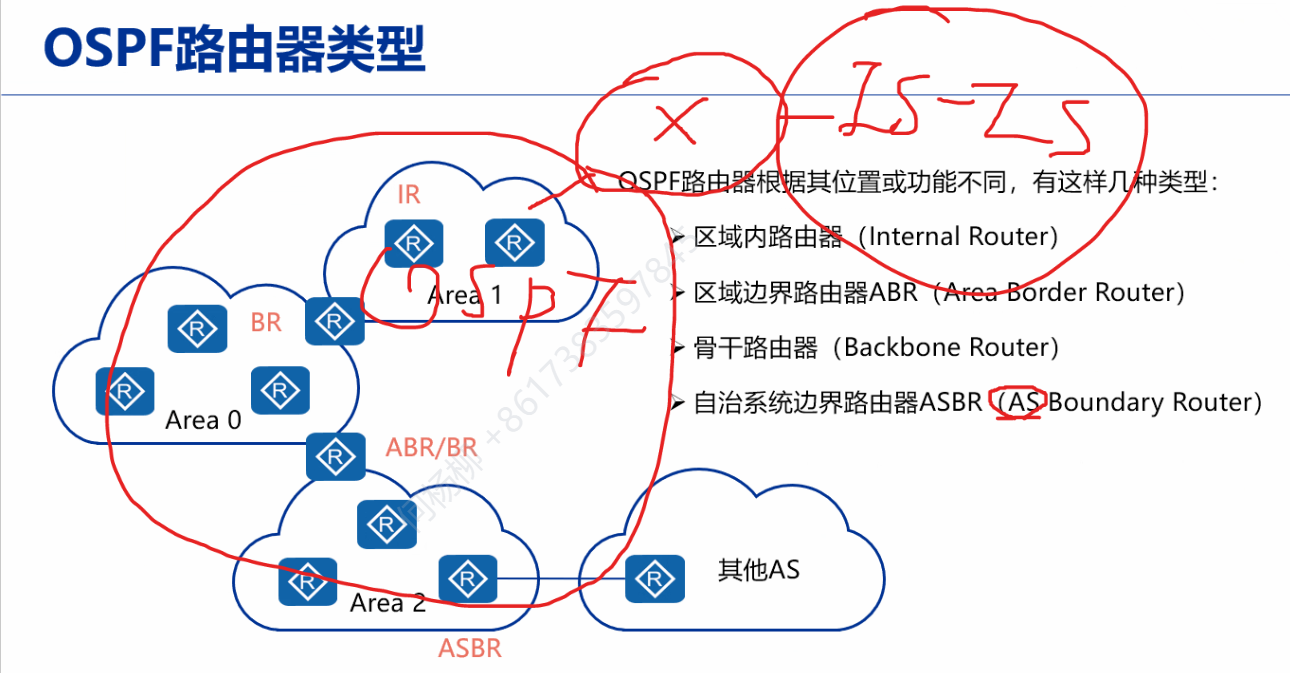 OSPF路由器类型
× - IS-IS
OSPF路由器根据其位置或功能不同，有这样几种类型：
➢ 区域内路由器（Internal Router）
➢ 区域边界路由器ABR（Area Border Router）
➢ 骨干路由器（Backbone Router）
➢ 自治系统边界路由器ASBR（AS Boundary Router）
IR
R
R
Area 1
OSPF
R
BR
R
R
R
Area 0
R
ABR/BR
R
R
R
Area 2
ASBR
R
其他AS